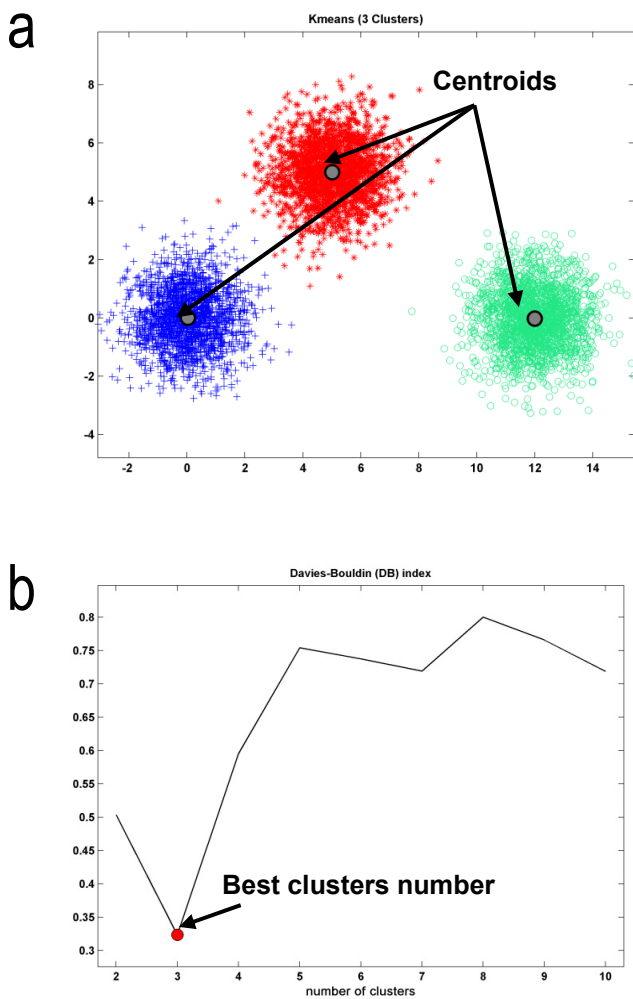 a
Kmeans (3 Clusters)
Centroids
8
6
4
2
0
-2
-4
-2 0 2 4 6 8 10 12 14
b
Davies-Bouldin (DB) index
0.8
0.75
0.7
0.65
0.6
0.55
0.5
0.45
0.4
0.35
0.3
Best clusters number
2 3 4 5 6 7 8 9 10
number of clusters